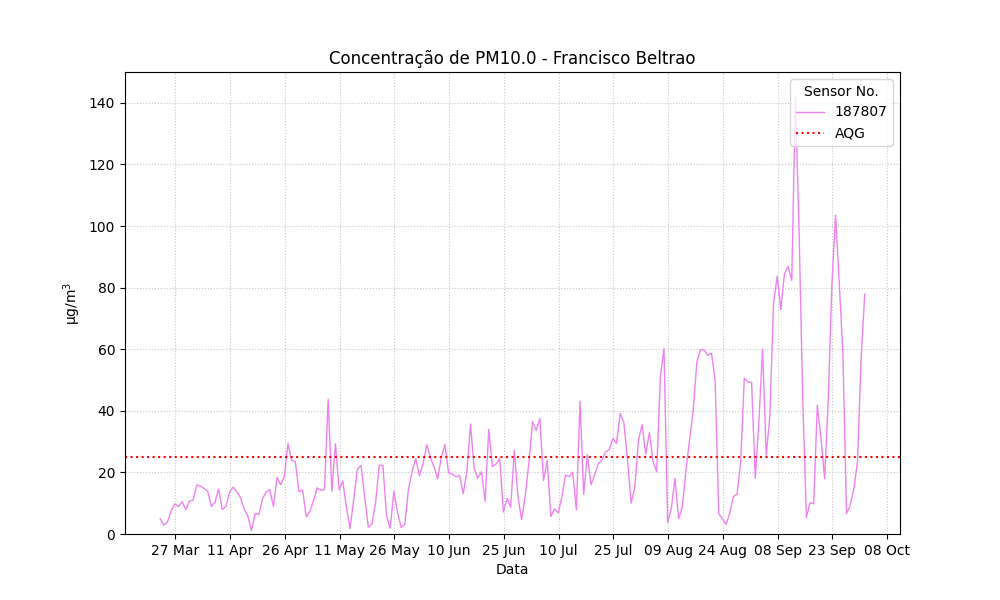 Concentração de PM10.0 - Francisco Beltrao
Sensor No.
187807
AQG
140
120
100
80
60
40
20
0
µg/m³
27 Mar 11 Apr 26 Apr 11 May 26 May 10 Jun 25 Jun 10 Jul 25 Jul 09 Aug 24 Aug 08 Sep 23 Sep 08 Oct
Data